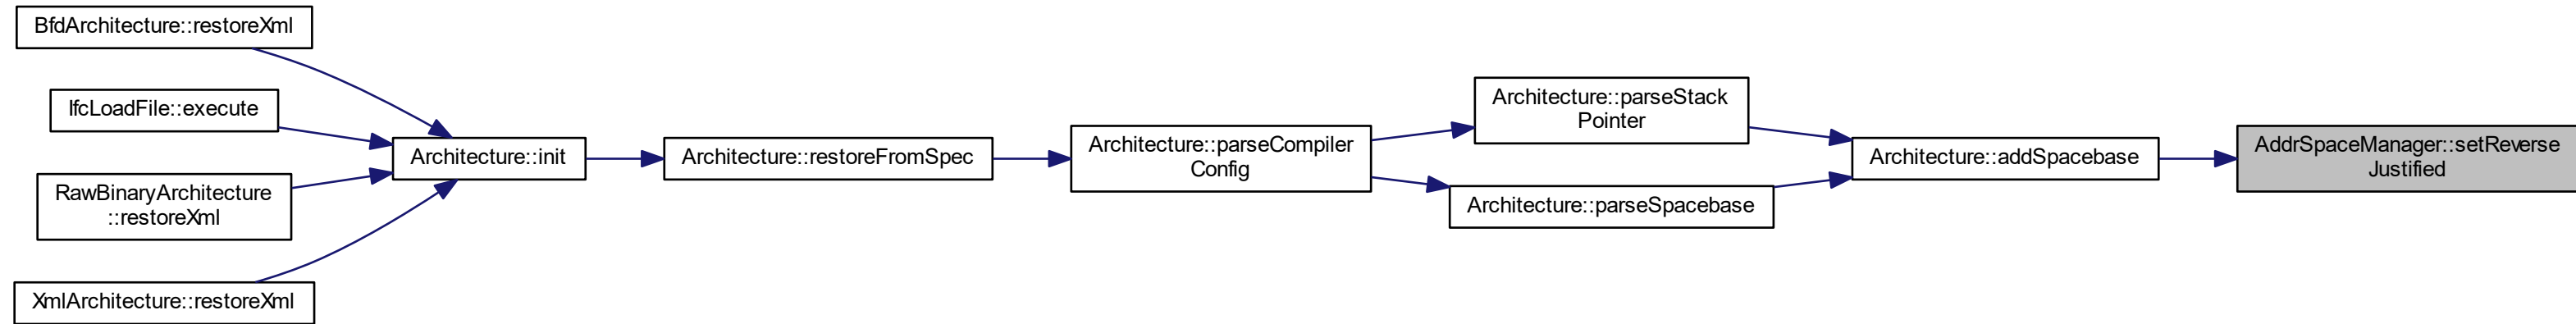 BfdArchitecture::restoreXml
IfcLoadFile::execute
RawBinaryArchitecture
::restoreXml
XmlArchitecture::restoreXml
Architecture::init
Architecture::restoreFromSpec
Architecture::parseCompiler
Config
Architecture::parseStack
Pointer
Architecture::parseSpacebase
Architecture::addSpacebase
AddrSpaceManager::setReverse
Justified